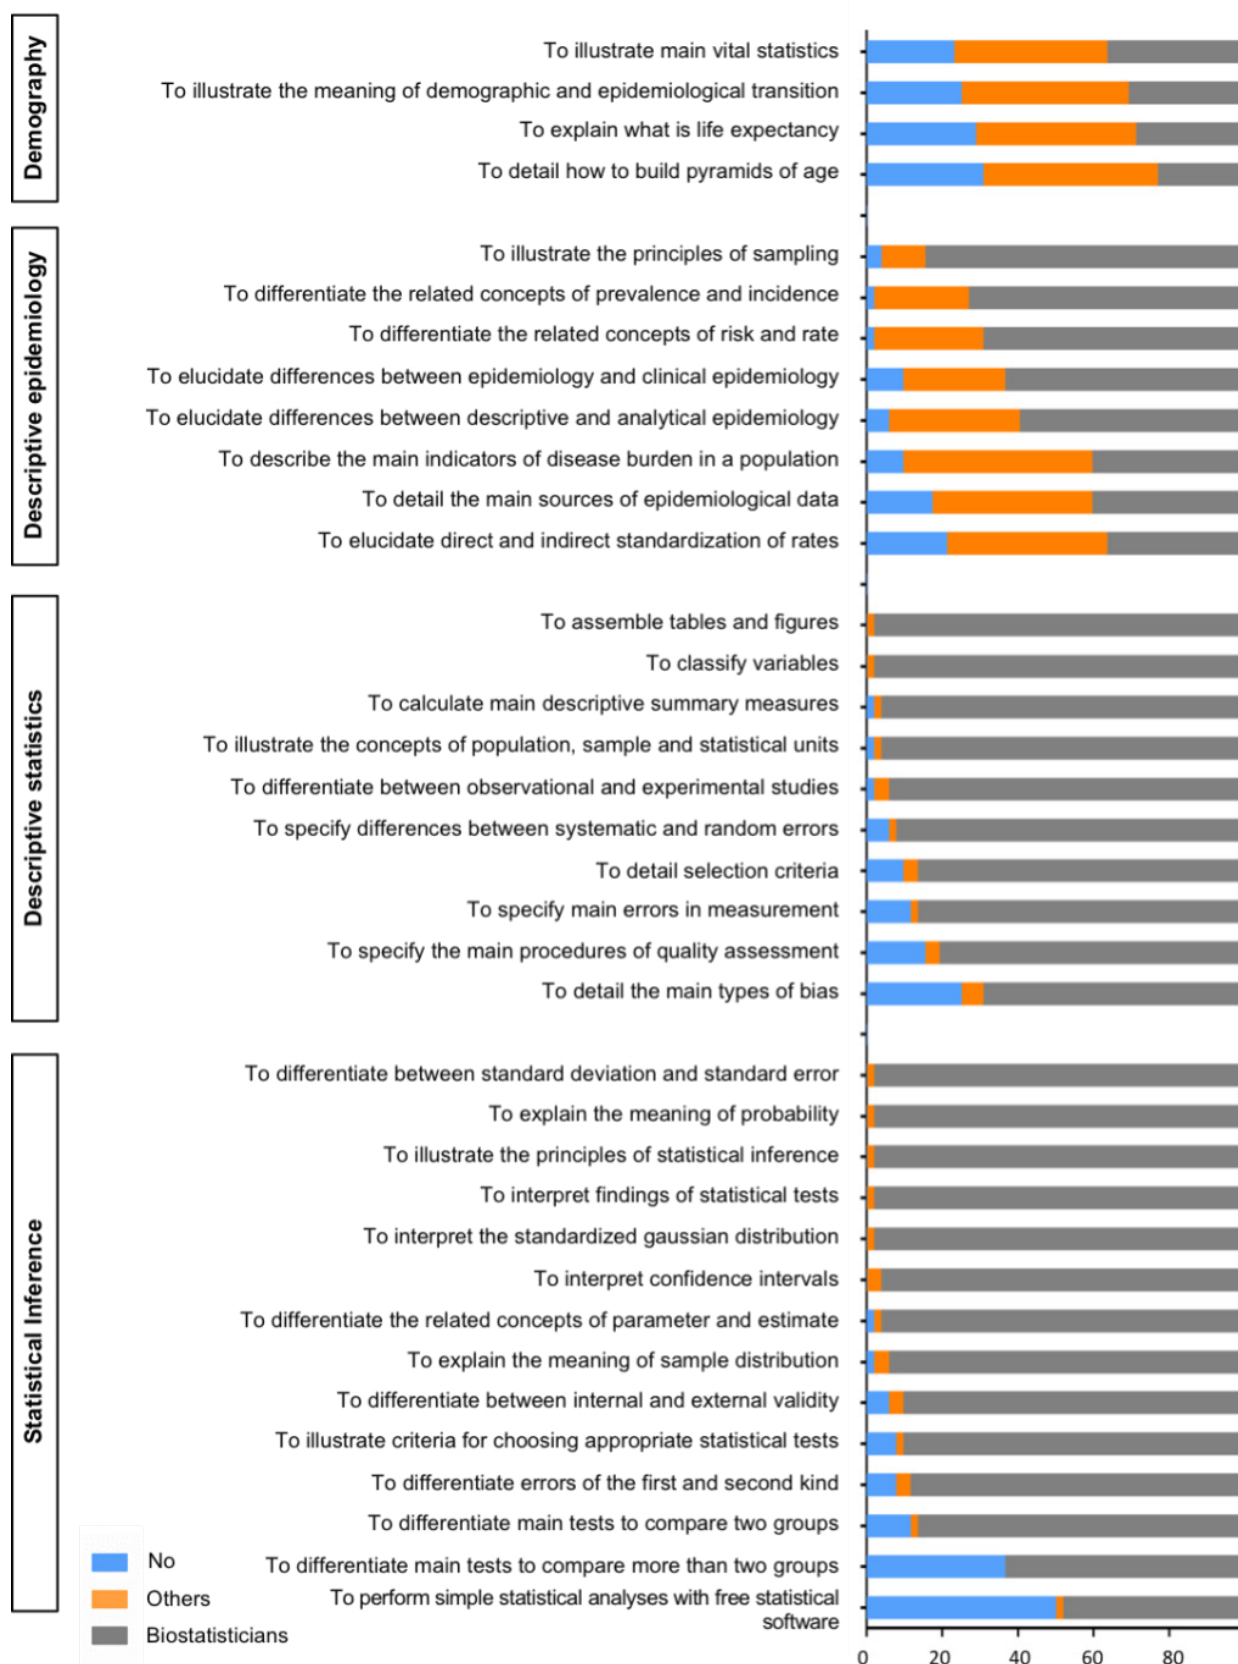 Demography
To illustrate main vital statistics
To illustrate the meaning of demographic and epidemiological transition
To explain what is life expectancy
To detail how to build pyramids of age
Descriptive epidemiology
To illustrate the principles of sampling
To differentiate the related concepts of prevalence and incidence
To differentiate the related concepts of risk and rate
To elucidate differences between epidemiology and clinical epidemiology
To elucidate differences between descriptive and analytical epidemiology
To describe the main indicators of disease burden in a population
To detail the main sources of epidemiological data
To elucidate direct and indirect standardization of rates
Descriptive statistics
To assemble tables and figures
To classify variables
To calculate main descriptive summary measures
To illustrate the concepts of population, sample and statistical units
To differentiate between observational and experimental studies
To specify differences between systematic and random errors
To detail selection criteria
To specify main errors in measurement
To specify the main procedures of quality assessment
To detail the main types of bias
Statistical Inference
To differentiate between standard deviation and standard error
To explain the meaning of probability
To illustrate the principles of statistical inference
To interpret findings of statistical tests
To interpret the standardized gaussian distribution
To interpret confidence intervals
To differentiate the related concepts of parameter and estimate
To explain the meaning of sample distribution
To differentiate between internal and external validity
To illustrate criteria for choosing appropriate statistical tests
To differentiate errors of the first and second kind
To differentiate main tests to compare two groups
To differentiate main tests to compare more than two groups
To perform simple statistical analyses with free statistical
software
No
Others
Biostatisticians
0 20 40 60 80